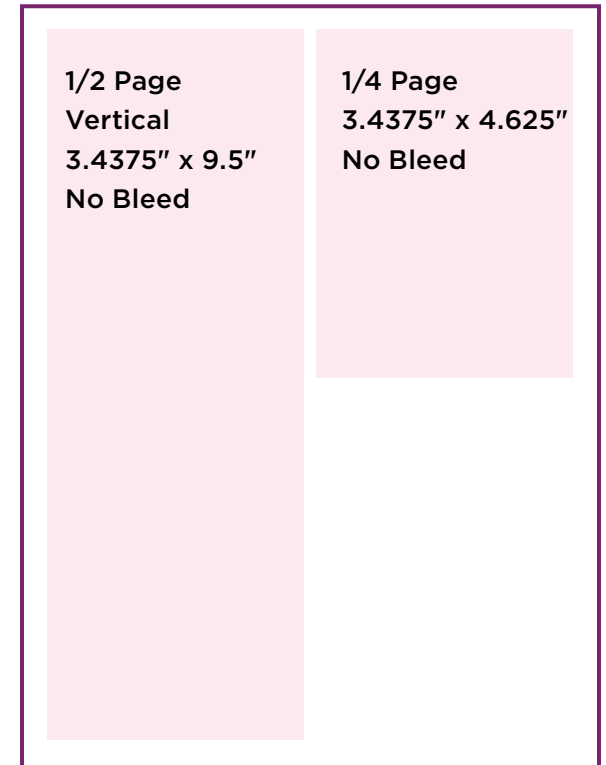 1/2 Page
Vertical
3.4375" x 9.5"
No Bleed
1/4 Page
3.4375" x 4.625"
No Bleed